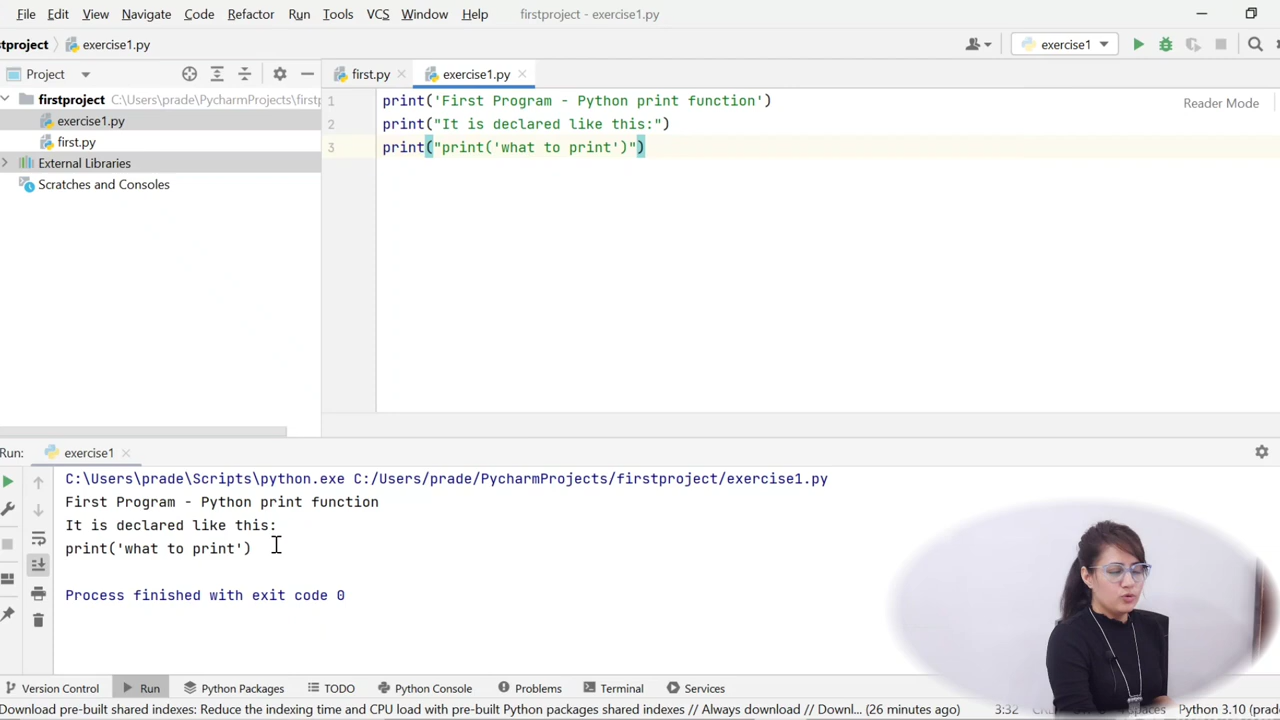 File Edit View Navigate Code Refactor Run Tools VCS Window Help firstproject - exercise1.py
tproject exercise1.py exercise1
Project first.py exercise1.py
firstproject C:\Users\prade\PycharmProjects\firstp
exercise1.py
first.py
External Libraries
Scratches and Consoles
1 print('First Program - Python print function')
2 print("It is declared like this:")
3 print("print('what to print')")
Reader Mode
Run: exercise1
C:\Users\prade\Scripts\python.exe C:/Users/prade/PycharmProjects/firstproject/exercise1.py
First Program - Python print function
It is declared like this:
print('what to print')
Process finished with exit code 0
Version Control Run Python Packages TODO Python Console Problems Terminal Services
Download pre-built shared indexes: Reduce the indexing time and CPU load with pre-built Python packages shared indexes // Always download // Downl... (26 minutes ago) 3:32 Python 3.10 (prad